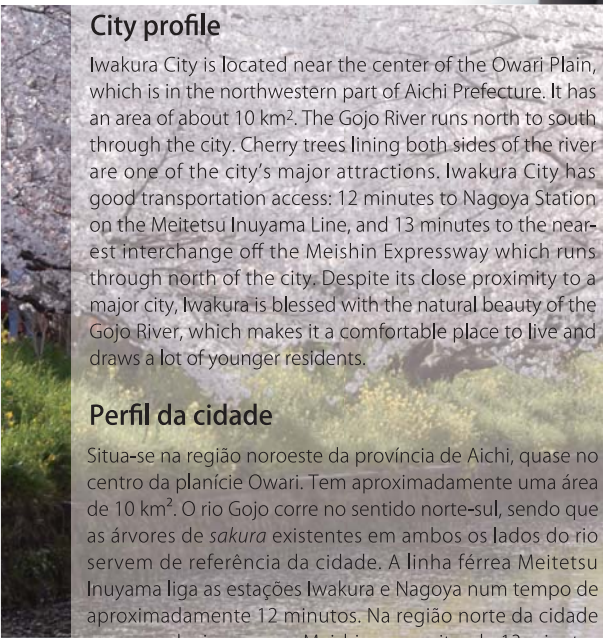 City profile
Iwakura City is located near the center of the Owari Plain,
which is in the northwestern part of Aichi Prefecture. It has
an area of about 10 km². The Gojo River runs north to south
through the city. Cherry trees lining both sides of the river
are one of the city's major attractions. Iwakura City has
good transportation access: 12 minutes to Nagoya Station
on the Meitetsu Inuyama Line, and 13 minutes to the near-
est interchange off the Meishin Expressway which runs
through north of the city. Despite its close proximity to a
major city, Iwakura is blessed with the natural beauty of the
Gojo River, which makes it a comfortable place to live and
draws a lot of younger residents.
Perfil da cidade
Situa-se na região noroeste da província de Aichi, quase no
centro da planície Owari. Tem aproximadamente uma área
de 10 km². O rio Gojo corre no sentido norte-sul, sendo que
as árvores de sakura existentes em ambos os lados do rio
servem de referência da cidade. A linha férrea Meitetsu
Inuyama liga as estações Iwakura e Nagoya num tempo de
aproximadamente 12 minutos. Na região norte da cidade